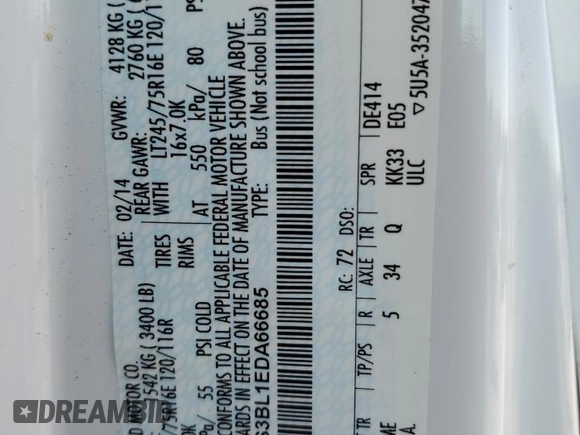 D MOTOR CO. DATE: 02/14 GVWR: 4128 KG (
1542 KG ( 3400 LB) REAR GAWR: 2760 KG (
75R16E 120/116R TIRES WITH LT245/75R16E 120/1
RIMS 16x7.0K
55 PSI COLD AT 550 kPa/ 80
CONFORMS TO ALL APPLICABLE FEDERAL MOTOR VEHICLE
ARDS IN EFFECT ON THE DATE OF MANUFACTURE SHOWN ABOVE.
S3BL1EDA66685 TYPE: Bus (Not school bus)
RC: 72 DSO:
T TR TP/PS R AXLE TR SPR DE414
ME 5 34 Q KK33 E05
A. ULC ▽5U5A-35204
DREAMBID